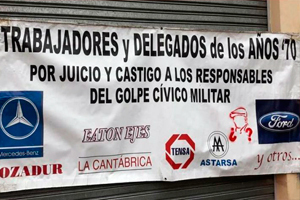 TRABAJADORES y DELEGADOS de los AÑOS '70
POR JUICIO Y CASTIGO A LOS RESPONSABLES
DEL GOLPE CÍVICO MILITAR
Mercedes-Benz
OZADUR
EATON EJES
LA CANTÁBRICA
TENSA
AA
ASTARSA
Ford
y otros...